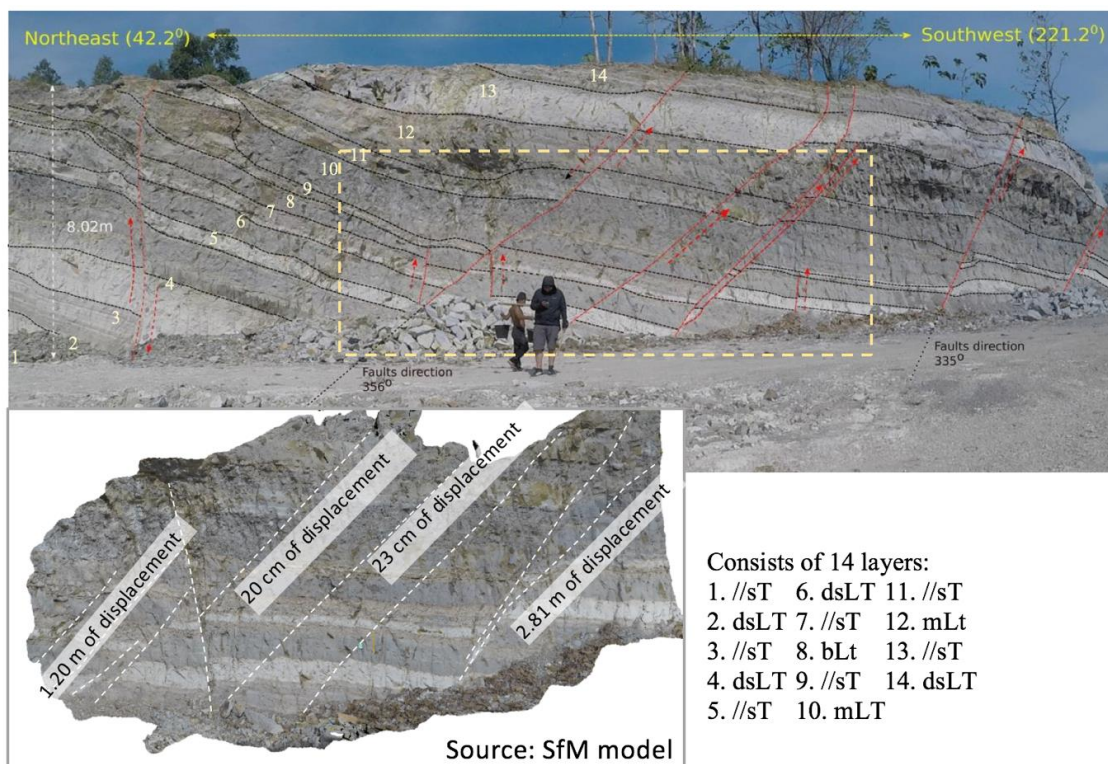 Northeast (42.2⁰)
Southwest (221.2⁰)
14
13
12
11
10
9
8
7
6
5
4
3
2
1
8.02m
Faults direction
356⁰
Faults direction
335⁰
1.20 m of displacement
20 cm of displacement
23 cm of displacement
2.81 m of displacement
Source: SfM model
Consists of 14 layers:
1. //sT 6. dsLT 11. //sT
2. dsLT 7. //sT 12. mLt
3. //sT 8. bLt 13. //sT
4. dsLT 9. //sT 14. dsLT
5. //sT 10. mLT